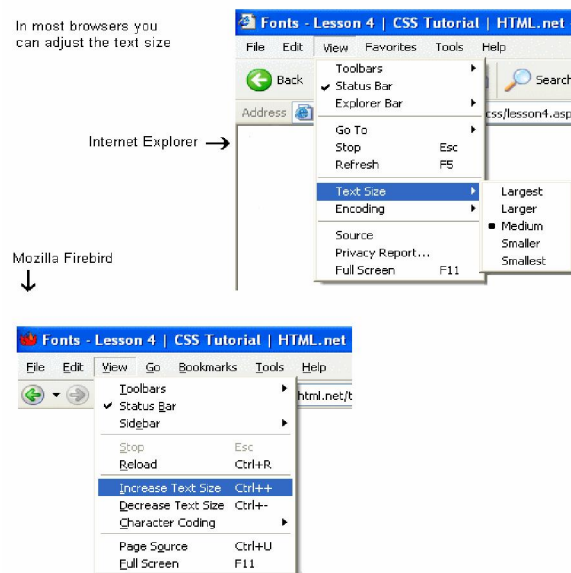 In most browsers you
can adjust the text size
Fonts - Lesson 4 | CSS Tutorial | HTML.net
File Edit View Favorites Tools Help
Back Search
Toolbars
Status Bar
Explorer Bar
Address css/lesson4.asp
Internet Explorer
Go To
Stop Esc
Refresh F5
Text Size
Encoding
Largest
Larger
Medium
Smaller
Smallest
Source
Privacy Report...
Full Screen F11
Mozilla Firebird
Fonts - Lesson 4 | CSS Tutorial | HTML.net
File Edit View Go Bookmarks Tools Help
html.net/t
Toolbars
Status Bar
Sidebar
Stop Esc
Reload Ctrl+R
Increase Text Size Ctrl++
Decrease Text Size Ctrl+-
Character Coding
Page Source Ctrl+U
Full Screen F11